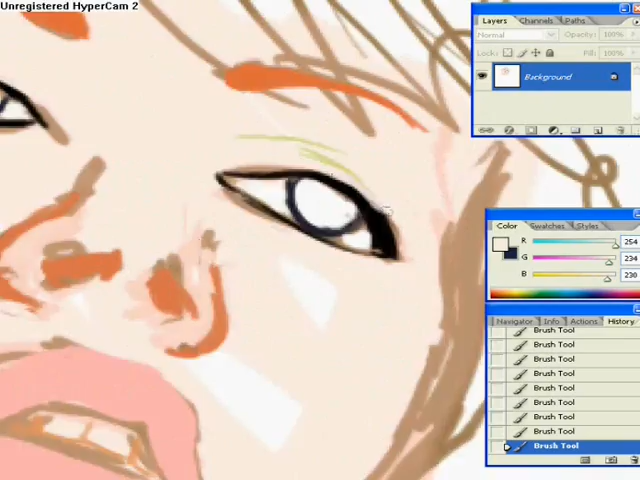 Unregistered HyperCam 2
Layers Channels Paths
Normal Opacity: 100%
Lock: Fill: 100%
Background
Color Swatches Styles
R 254
G 234
B 230
Navigator Info Actions History
Brush Tool
Brush Tool
Brush Tool
Brush Tool
Brush Tool
Brush Tool
Brush Tool
Brush Tool
Brush Tool